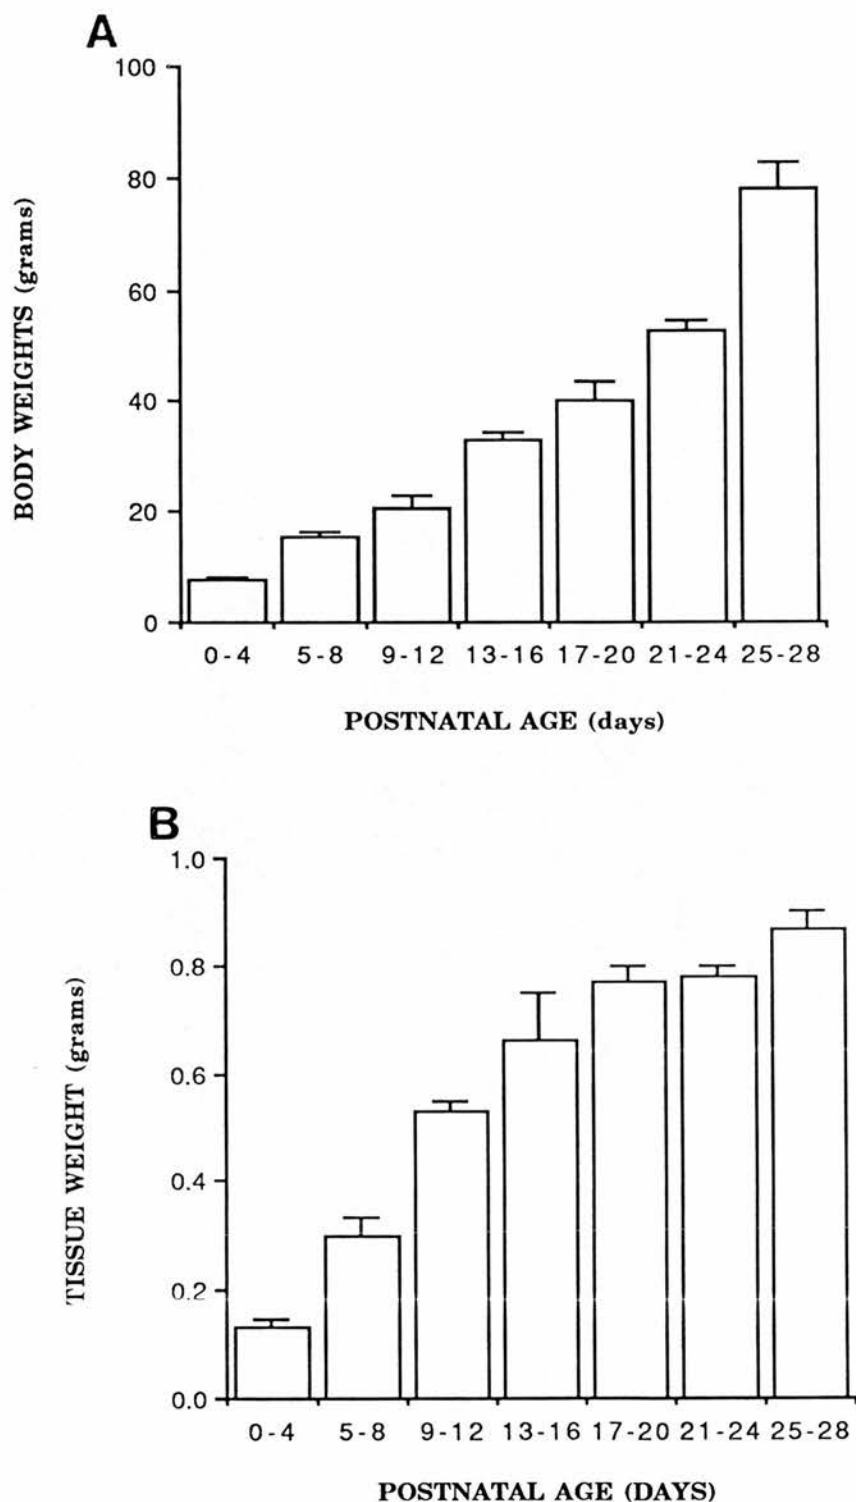 A
BODY WEIGHTS (grams)
100
80
60
40
20
0
0-4 5-8 9-12 13-16 17-20 21-24 25-28
POSTNATAL AGE (days)
B
TISSUE WEIGHT (grams)
1.0
0.8
0.6
0.4
0.2
0.0
0-4 5-8 9-12 13-16 17-20 21-24 25-28
POSTNATAL AGE (DAYS)